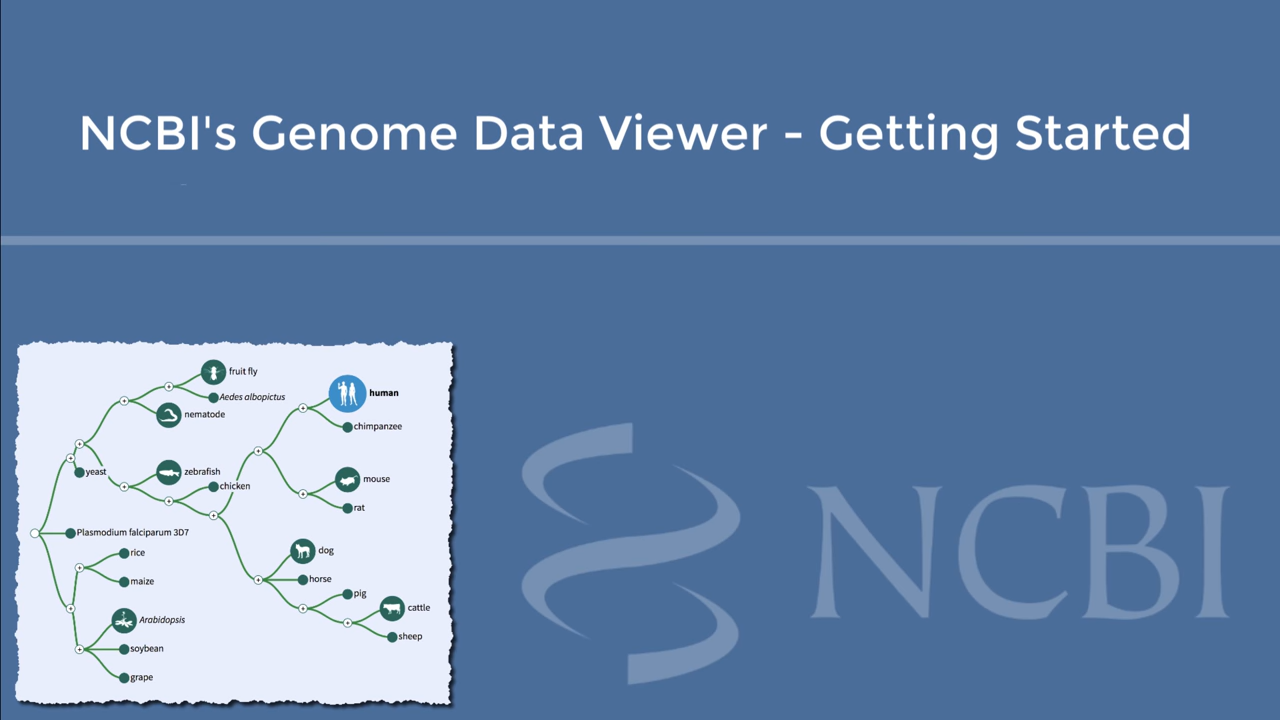 NCBI's Genome Data Viewer - Getting Started
fruit fly
Aedes albopictus
nematode
human
chimpanzee
yeast
zebrafish
chicken
mouse
rat
Plasmodium falciparum 3D7
rice
maize
dog
horse
pig
cattle
sheep
Arabidopsis
soybean
grape
NCBI